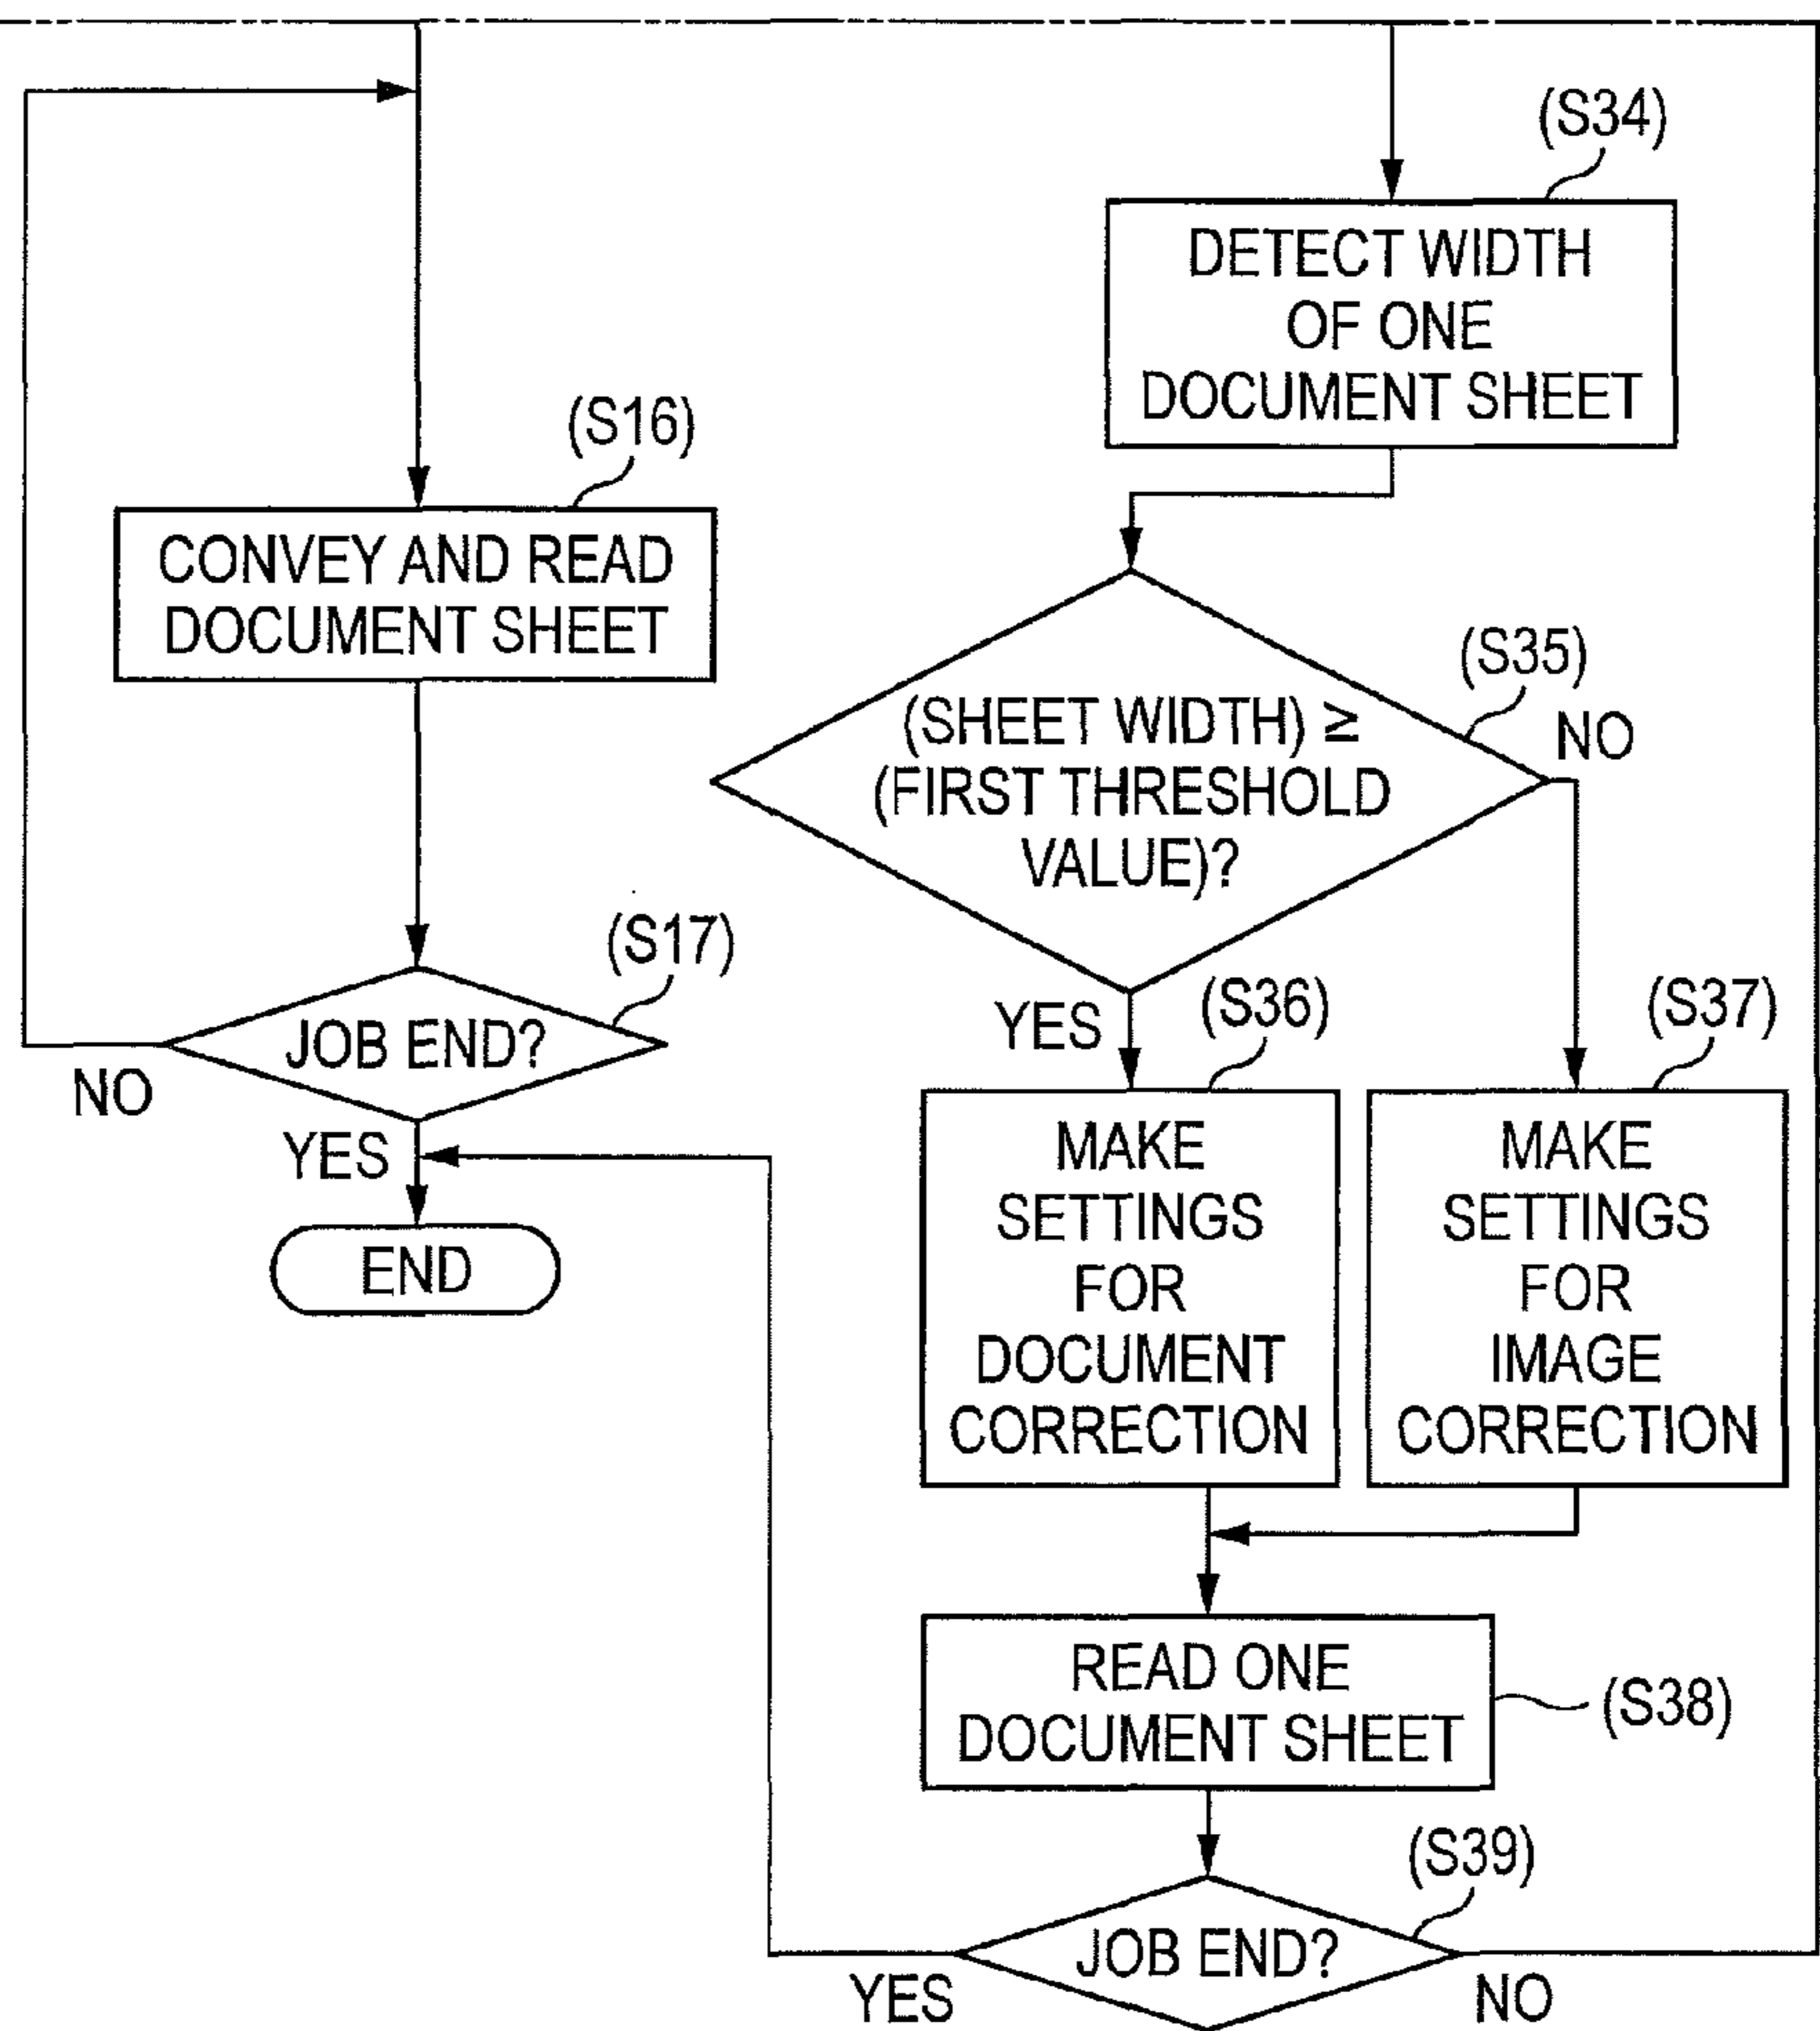 (S34)
DETECT WIDTH
OF ONE
DOCUMENT SHEET
(S16)
CONVEY AND READ
DOCUMENT SHEET
(S35)
(SHEET WIDTH) ≥
(FIRST THRESHOLD
VALUE)?
NO
(S17)
JOB END?
NO
YES
END
YES
(S36)
MAKE
SETTINGS
FOR
DOCUMENT
CORRECTION
(S37)
MAKE
SETTINGS
FOR
IMAGE
CORRECTION
READ ONE
DOCUMENT SHEET
(S38)
(S39)
JOB END?
YES
NO